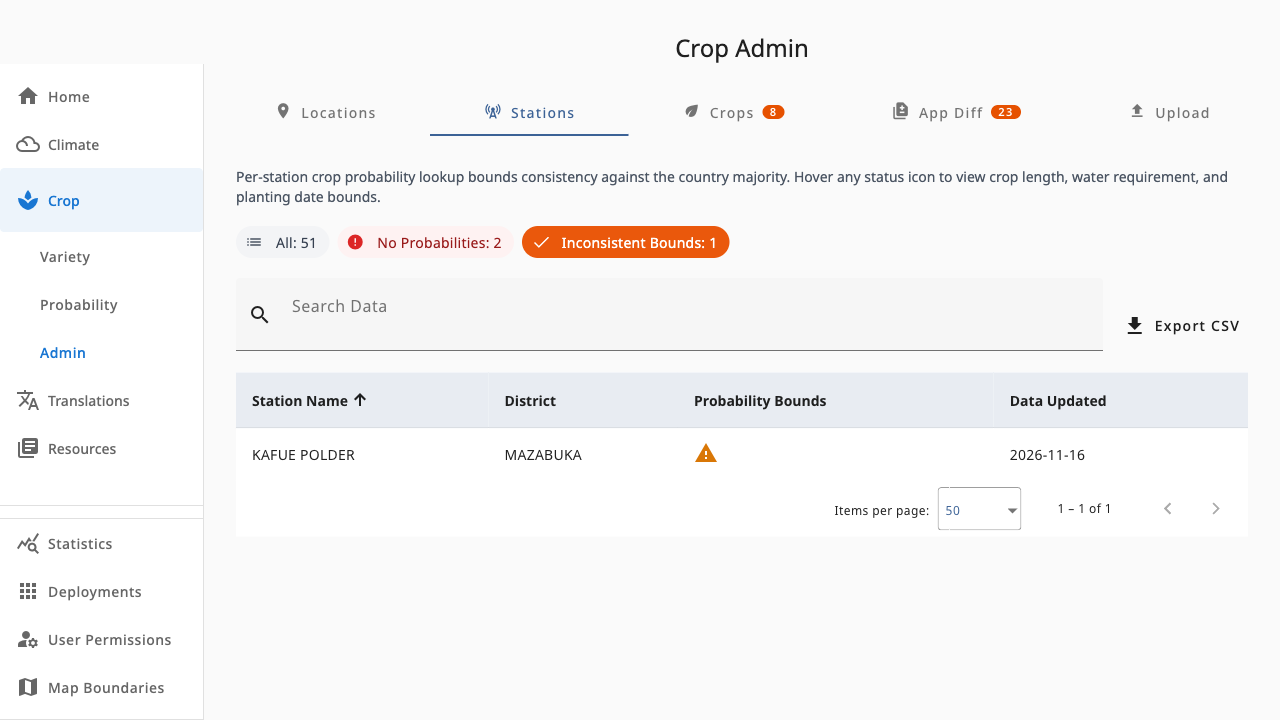 Crop Admin
Home
Climate
Crop
Variety
Probability
Admin
Translations
Resources
Statistics
Deployments
User Permissions
Map Boundaries
Locations
Stations
Crops 8
App Diff 23
Upload
Per-station crop probability lookup bounds consistency against the country majority. Hover any status icon to view crop length, water requirement, and
planting date bounds.
All: 51
No Probabilities: 2
Inconsistent Bounds: 1
Search Data
Export CSV
Station Name District Probability Bounds Data Updated
KAFUE POLDER MAZABUKA 2026-11-16
Items per page: 50 1 – 1 of 1